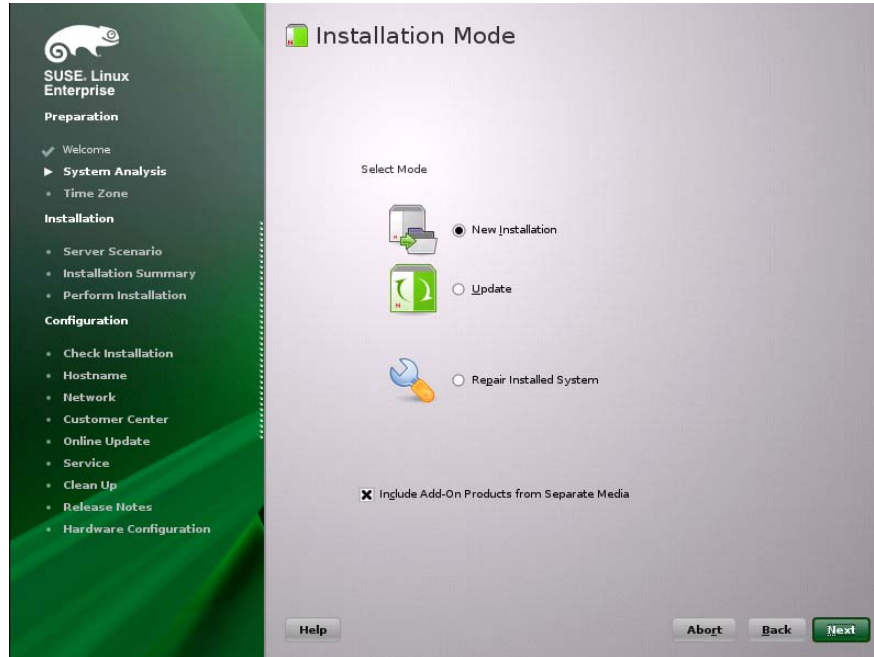 SUSE. Linux
Enterprise
Preparation
Welcome
System Analysis
Time Zone
Installation
Server Scenario
Installation Summary
Perform Installation
Configuration
Check Installation
Hostname
Network
Customer Center
Online Update
Service
Clean Up
Release Notes
Hardware Configuration
Installation Mode
Select Mode
New Installation
Update
Repair Installed System
Include Add-On Products from Separate Media
Help Abort Back Next